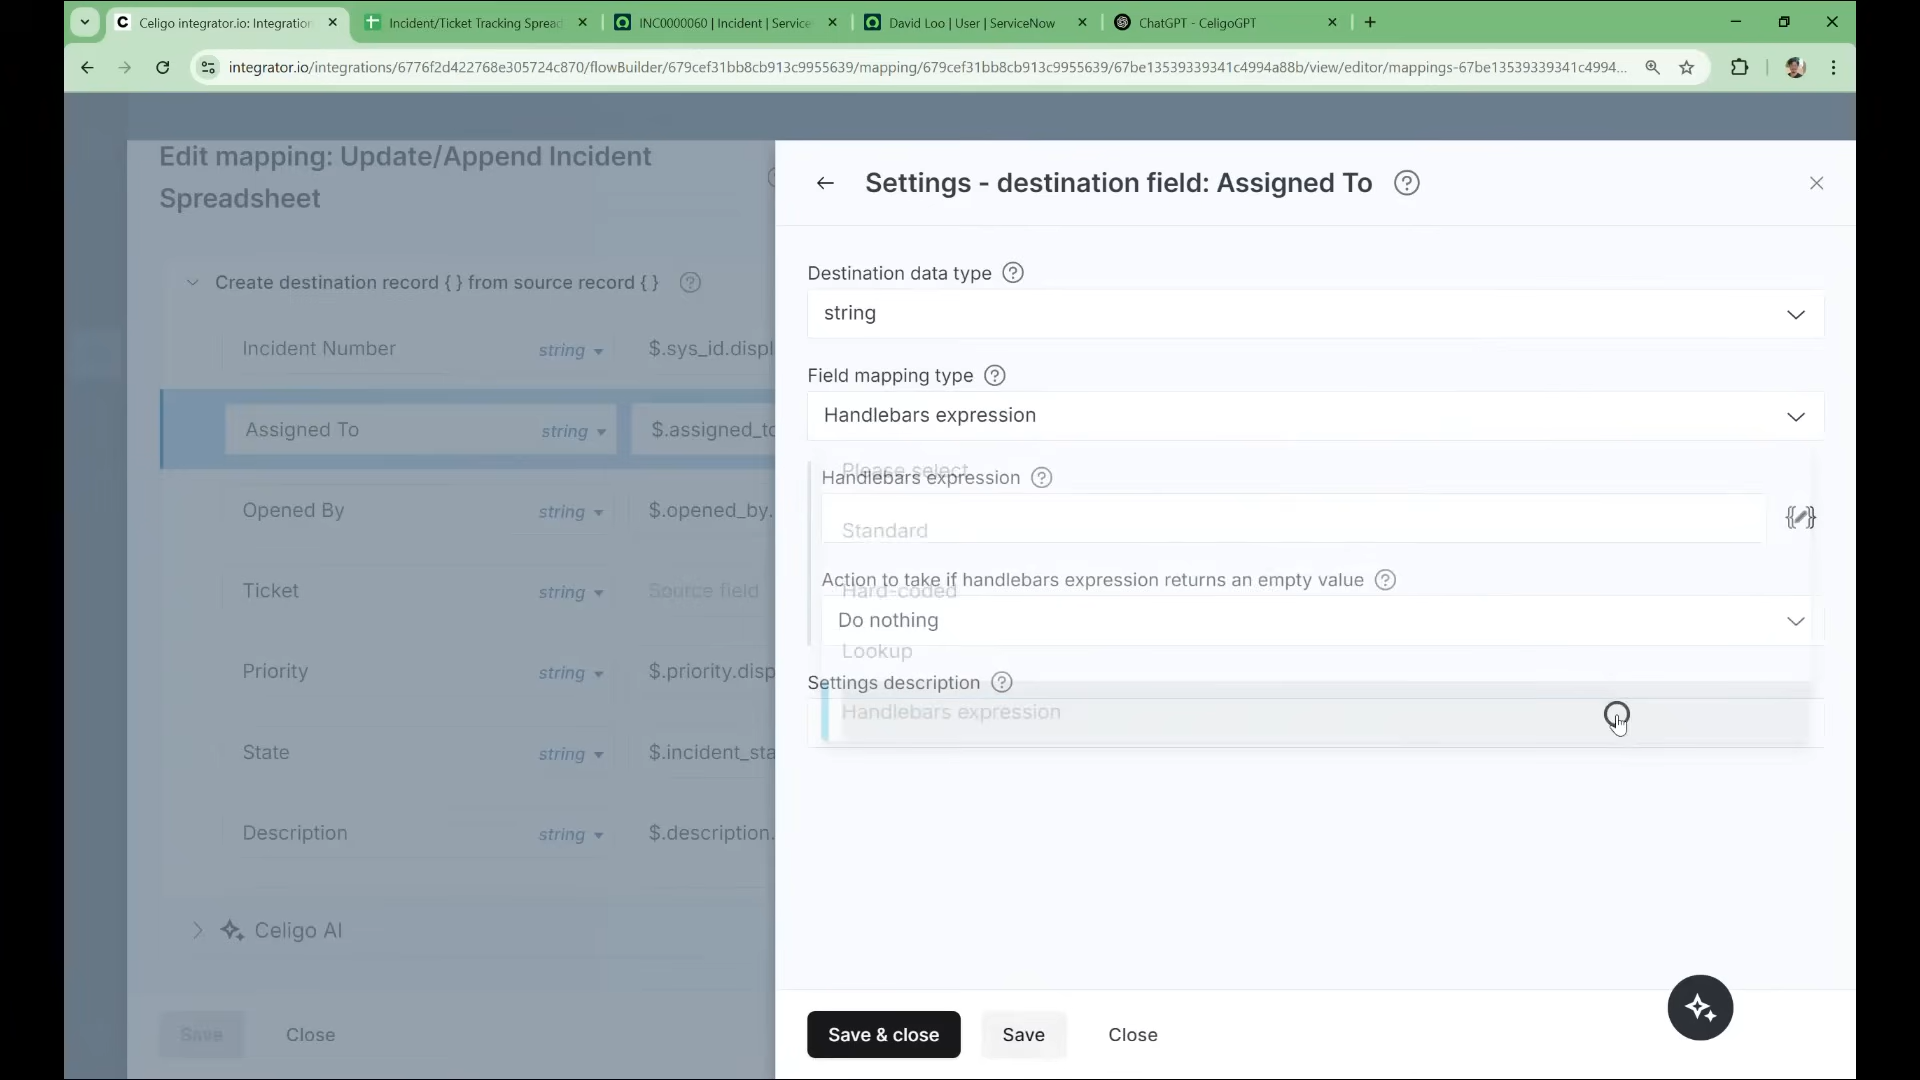 Celigo integrator.io: Integration
Incident/Ticket Tracking Spread
INC0000060 | Incident | Service
David Loo | User | ServiceNow
ChatGPT - CeligoGPT
integrator.io/integrations/6776f2d422768e305724c870/flowBuilder/679cef31bb8cb913c9955639/mapping/679cef31bb8cb913c9955639/67be13539339341c4994a88b/view/editor/mappings-67be13539339341c4994...
Edit mapping: Update/Append Incident
Spreadsheet
Create destination record { } from source record { }
Incident Number string $.sys_id.displ
Assigned To string $.assigned_to
Opened By string $.opened_by.
Ticket string Source field
Priority string $.priority.disp
State string $.incident_sta
Description string $.description.
Celigo AI
Save Close
Settings - destination field: Assigned To
Destination data type
string
Field mapping type
Handlebars expression
Please select
Handlebars expression
Standard
Action to take if handlebars expression returns an empty value
Hard-coded
Do nothing
Lookup
Settings description
Handlebars expression
Save & close Save Close